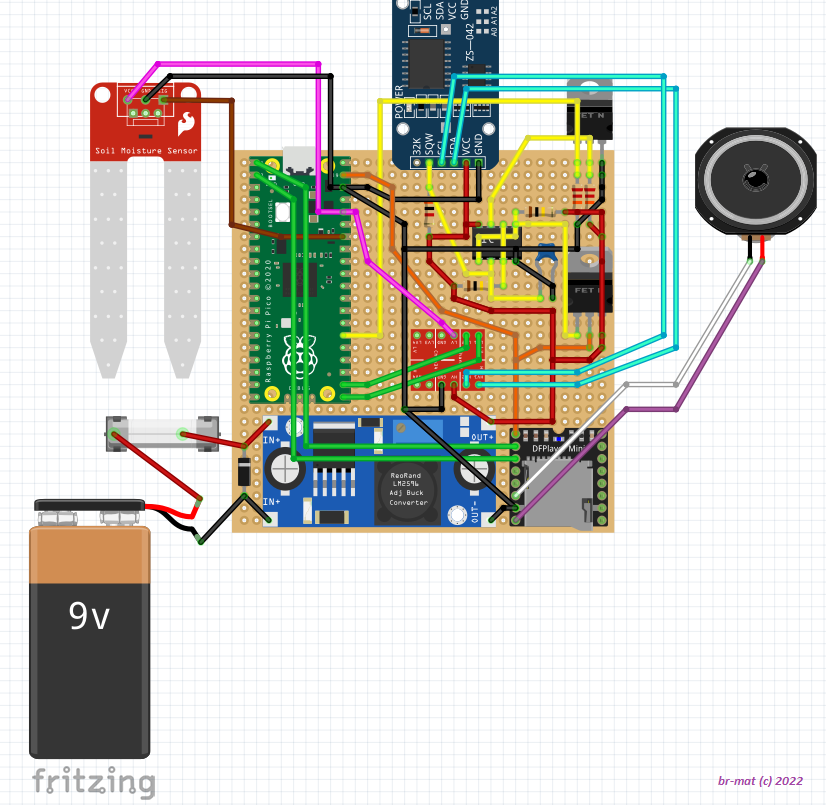 SCL
SDA
VCC
GND
A0 A1 A2
ZS-042
POWER
32K
SQW
SCL
SDA
VCC
GND
FET N
VCC GND SIG
Soil Moisture Sensor
BOOTSEL
Raspberry Pi Pico ©2020
IC
FET
IN+
OUT+
ReoRand
LM2596
Adj Buck
Converter
IN+
OUT-
DFPlayer Mini
9v
fritzing
br-mat (c) 2022